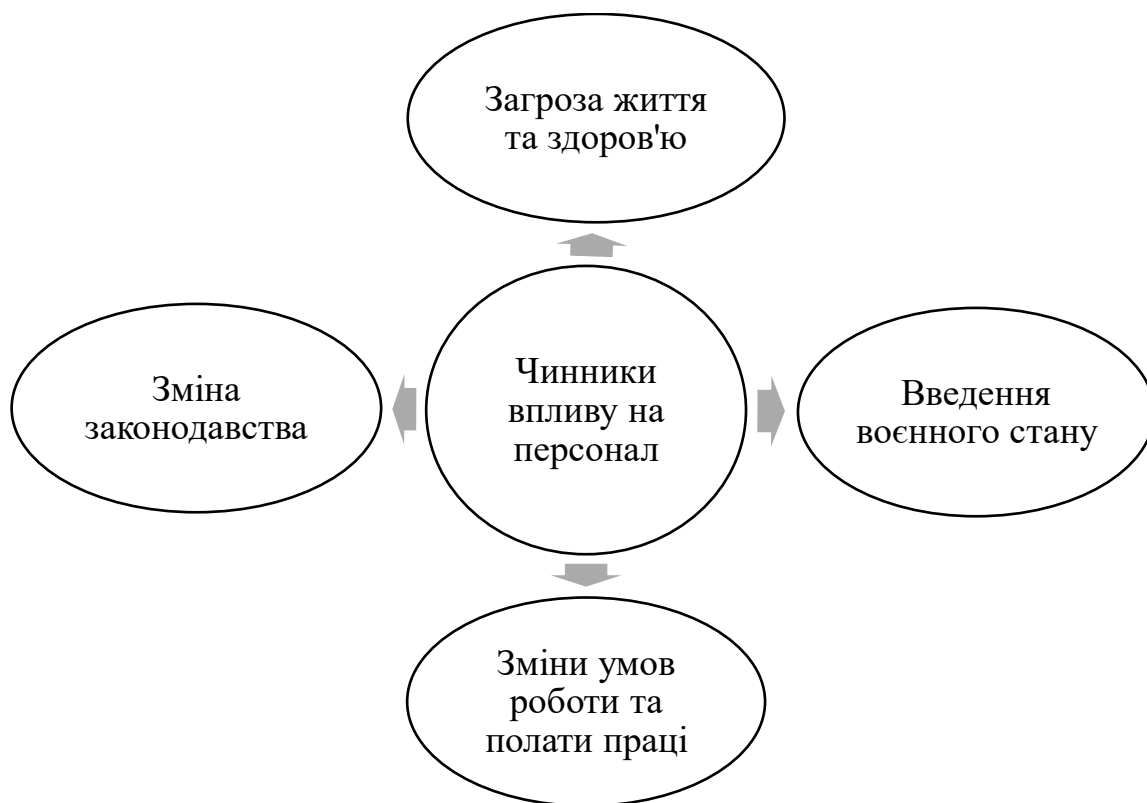 Загроза життя
та здоров'ю
Зміна
законодавства
Чинники
впливу на
персонал
Введення
воєнного стану
Зміни умов
роботи та
полати праці